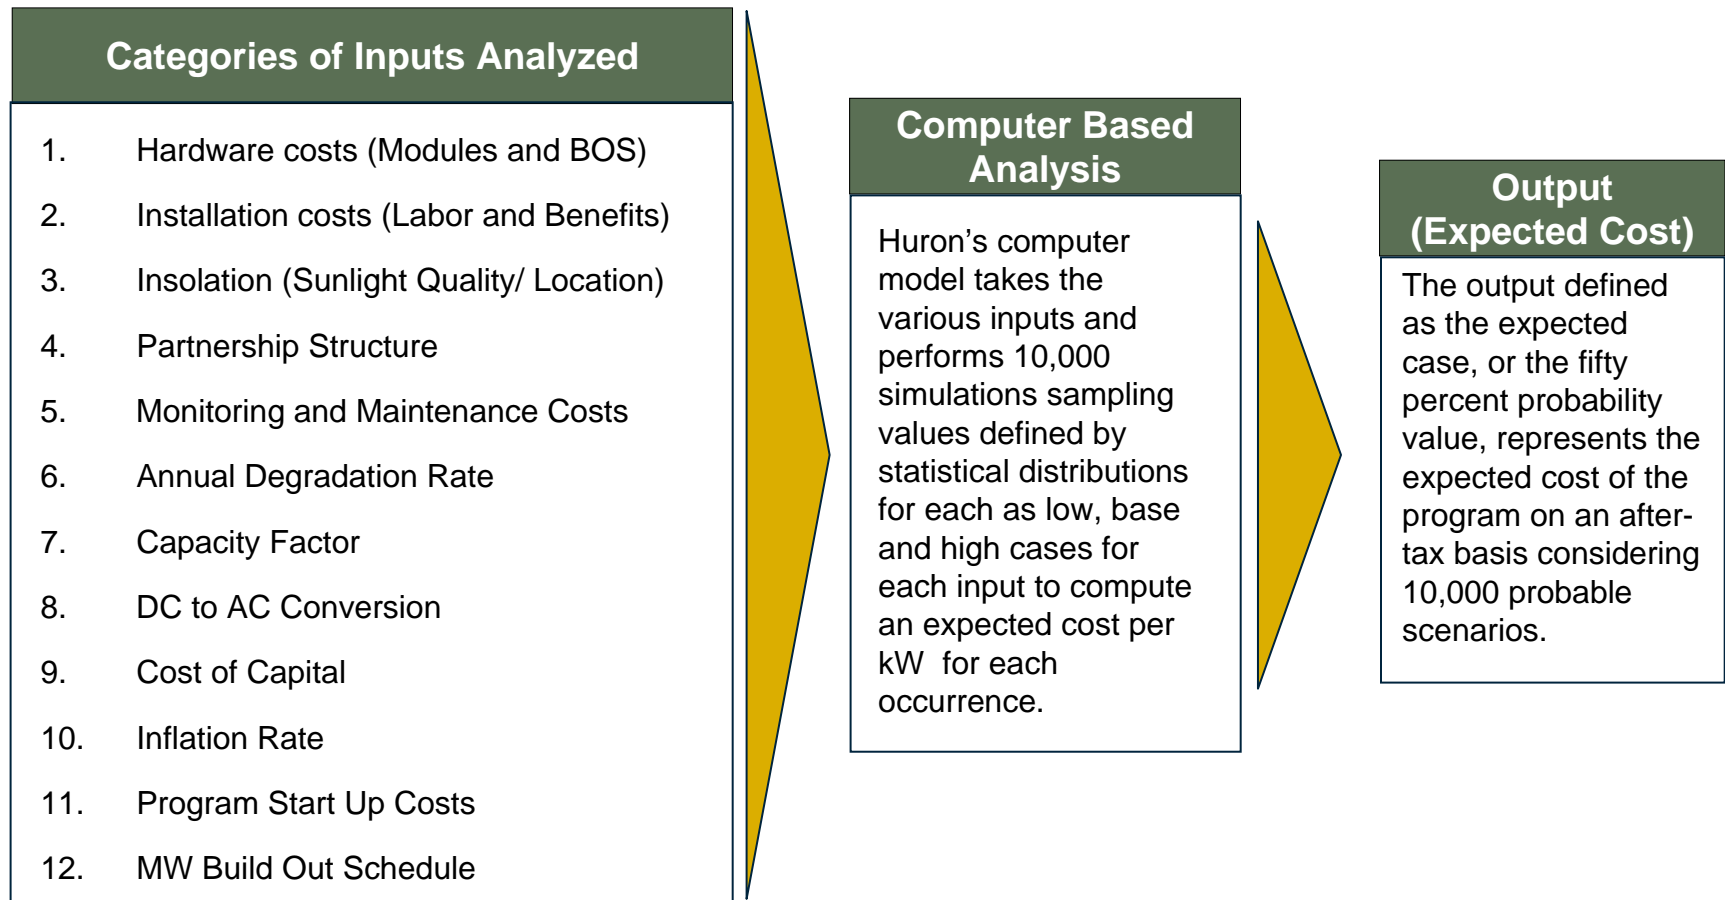 Categories of Inputs Analyzed
1. Hardware costs (Modules and BOS)
2. Installation costs (Labor and Benefits)
3. Insolation (Sunlight Quality/ Location)
4. Partnership Structure
5. Monitoring and Maintenance Costs
6. Annual Degradation Rate
7. Capacity Factor
8. DC to AC Conversion
9. Cost of Capital
10. Inflation Rate
11. Program Start Up Costs
12. MW Build Out Schedule
Computer Based
Analysis
Huron’s computer
model takes the
various inputs and
performs 10,000
simulations sampling
values defined by
statistical distributions
for each as low, base
and high cases for
each input to compute
an expected cost per
kW for each
occurrence.
Output
(Expected Cost)
The output defined
as the expected
case, or the fifty
percent probability
value, represents the
expected cost of the
program on an after-
tax basis considering
10,000 probable
scenarios.